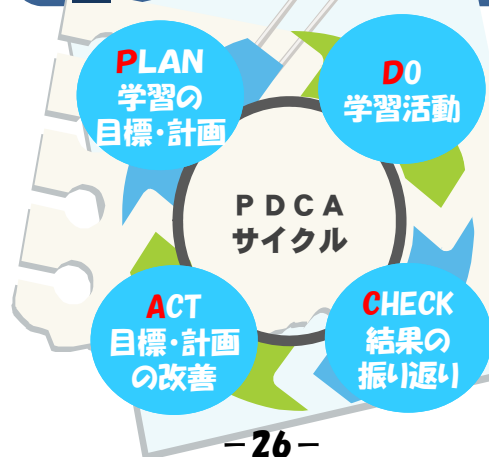 PLAN
学習の
目標・計画
DO
学習活動
PDCA
サイクル
ACT
目標・計画
の改善
CHECK
結果の
振り返り
－26－